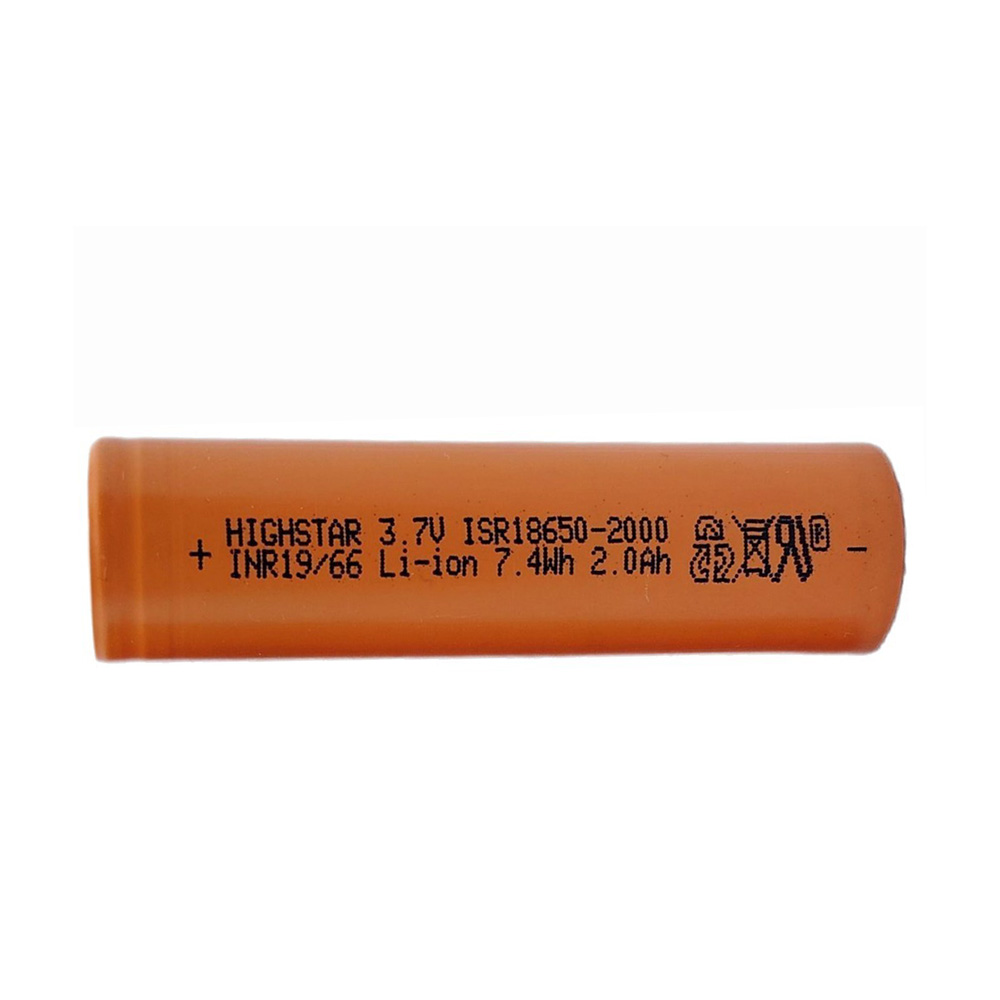 HIGHSTAR 3.7V ISR18650-2000
+ INR19/66 Li-ion 7.4Wh 2.0Ah -